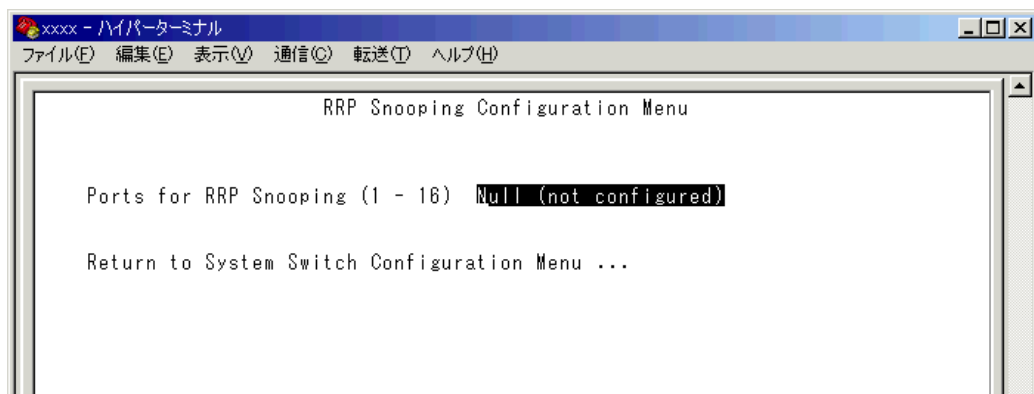 xxxx - ハイパーターミナル
ファイル(F) 編集(E) 表示(V) 通信(C) 転送(T) ヘルプ(H)
RRP Snooping Configuration Menu
Ports for RRP Snooping (1 - 16) Null (not configured)
Return to System Switch Configuration Menu ...